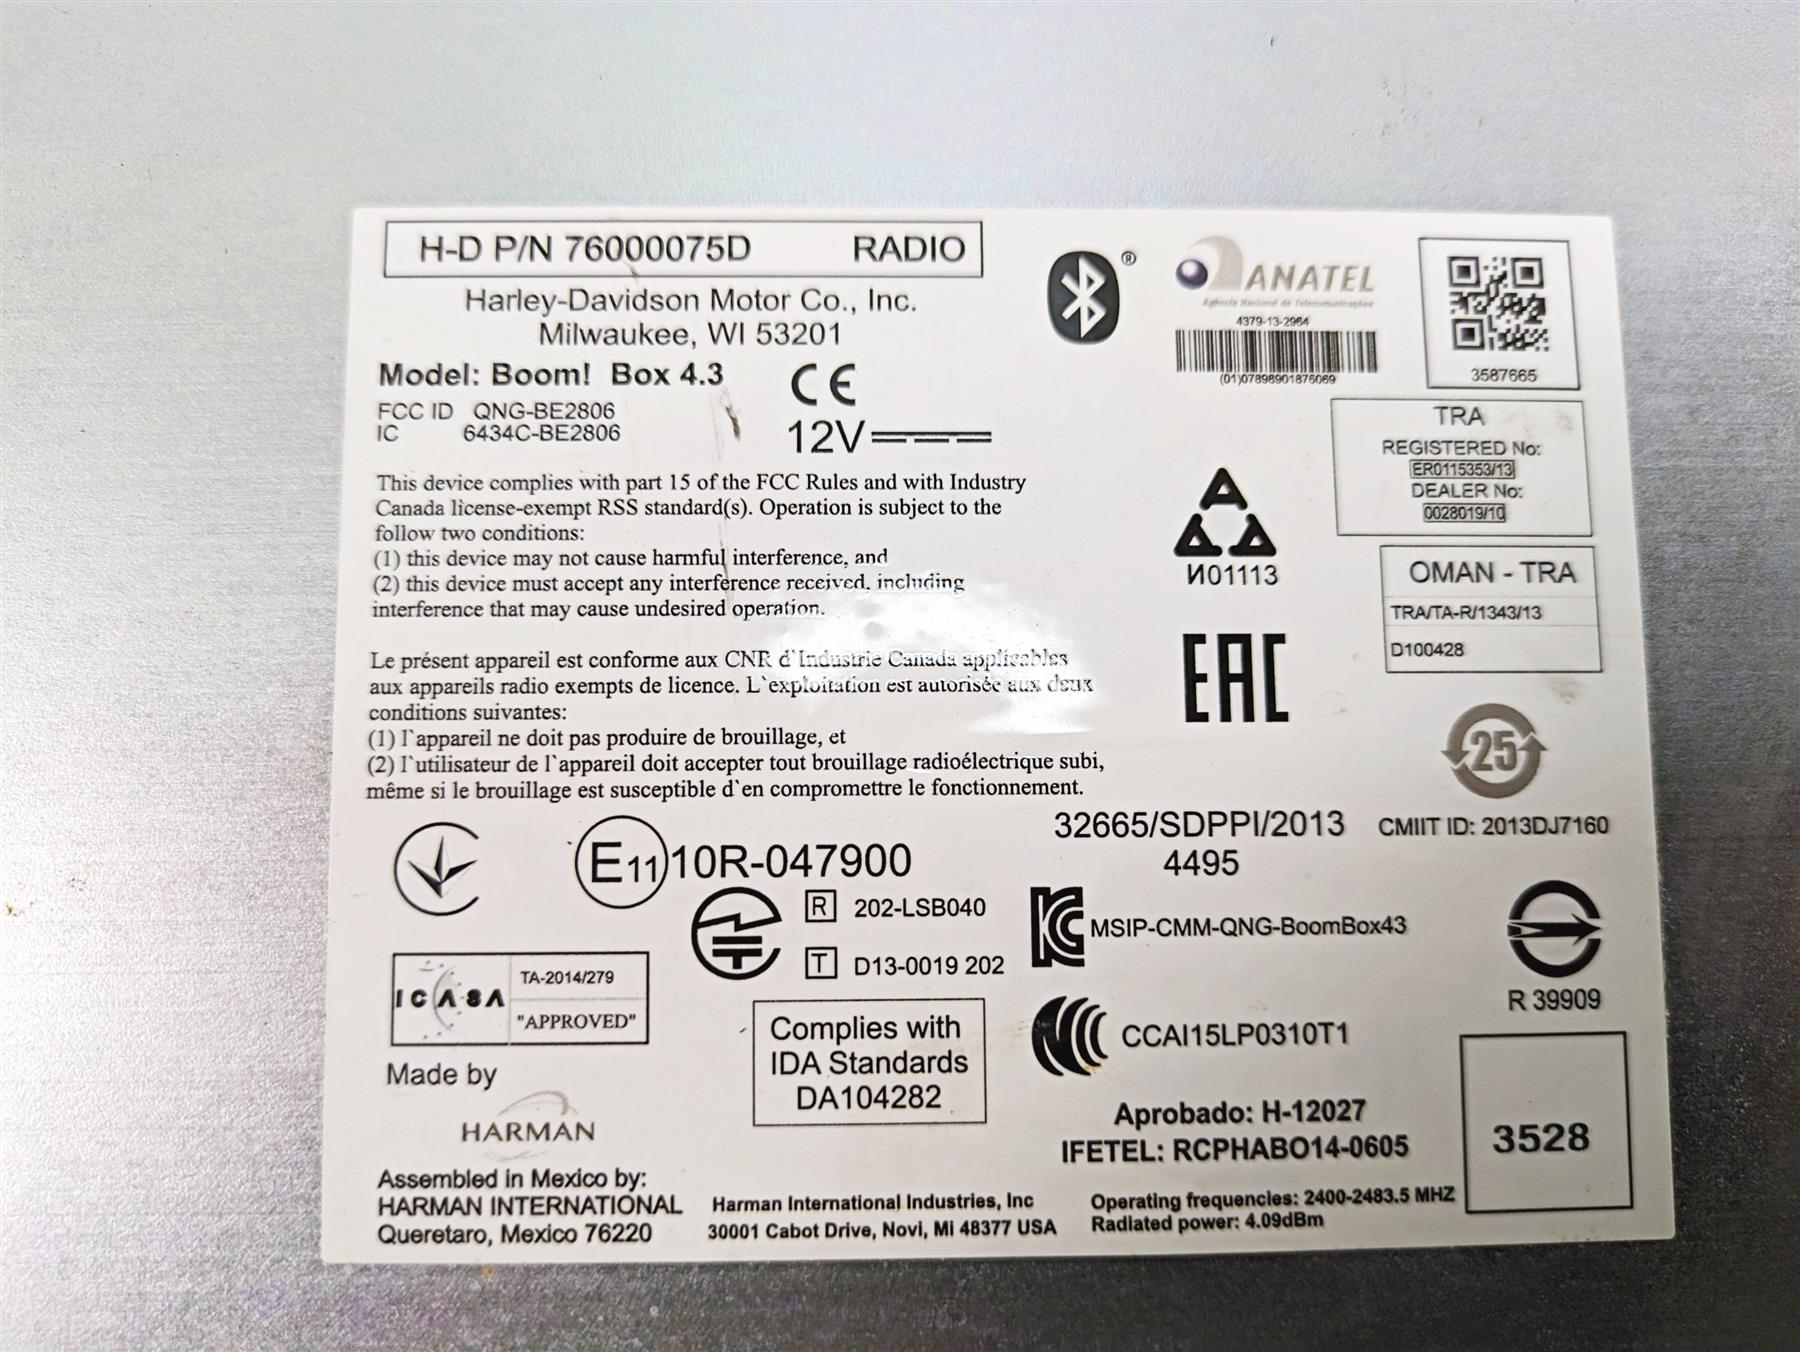 H-D P/N 76000075D RADIO
Harley-Davidson Motor Co., Inc.
Milwaukee, WI 53201
Model: Boom! Box 4.3
CE
FCC ID QNG-BE2806
IC 6434C-BE2806
12V
This device complies with part 15 of the FCC Rules and with Industry
Canada license-exempt RSS standard(s). Operation is subject to the
follow two conditions:
(1) this device may not cause harmful interference, and
(2) this device must accept any interference received, including
interference that may cause undesired operation.
Le présent appareil est conforme aux CNR d`Industrie Canada applicables
aux appareils radio exempts de licence. L`exploitation est autorisée aux deux
conditions suivantes:
(1) l`appareil ne doit pas produire de brouillage, et
(2) l`utilisateur de l`appareil doit accepter tout brouillage radioélectrique subi,
même si le brouillage est susceptible d`en compromettre le fonctionnement.
®
ANATEL
Agência Nacional de Telecomunicações
4379-13-2964
(01)07898901876069
3587665
TRA
REGISTERED No:
ER0115353/13
DEALER No:
0028019/10
И01113
OMAN - TRA
TRA/TA-R/1343/13
D100428
EAC
25
E11 10R-047900
32665/SDPPI/2013
4495
CMIIT ID: 2013DJ7160
R 202-LSB040
T D13-0019 202
KC MSIP-CMM-QNG-BoomBox43
R 39909
ICASA
TA-2014/279
"APPROVED"
Complies with
IDA Standards
DA104282
CCAI15LP0310T1
Made by
HARMAN
Aprobado: H-12027
IFETEL: RCPHABO14-0605
3528
Assembled in Mexico by:
HARMAN INTERNATIONAL
Queretaro, Mexico 76220
Harman International Industries, Inc
30001 Cabot Drive, Novi, Mi 48377 USA
Operating frequencies: 2400-2483.5 MHZ
Radiated power: 4.09dBm